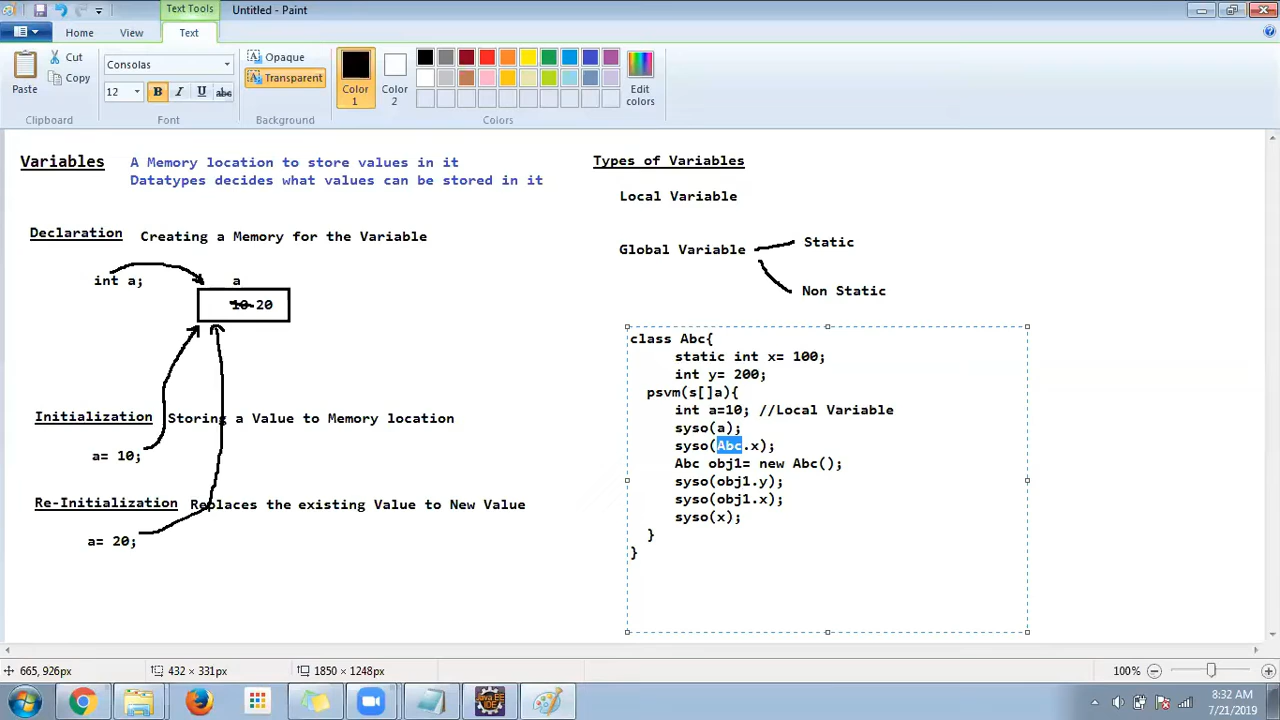 Text Tools
Untitled - Paint
Home
View
Text
Paste
Cut
Copy
Clipboard
Consolas
12
B
I
U
abc
Font
Opaque
Transparent
Background
Color 1
Color 2
Edit colors
Colors
Variables
A Memory location to store values in it
Datatypes decides what values can be stored in it
Declaration
Creating a Memory for the Variable
int a;
a
10 20
Initialization
Storing a Value to Memory location
a= 10;
Re-Initialization
Replaces the existing Value to New Value
a= 20;
Types of Variables
Local Variable
Global Variable
Static
Non Static
class Abc{
static int x= 100;
int y= 200;
psvm(s[]a){
int a=10; //Local Variable
syso(a);
syso(Abc.x);
Abc obj1= new Abc();
syso(obj1.y);
syso(obj1.x);
syso(x);
}
}
665, 926px
432 × 331px
1850 × 1248px
100%
Java EE
IDE
8:32 AM
7/21/2019